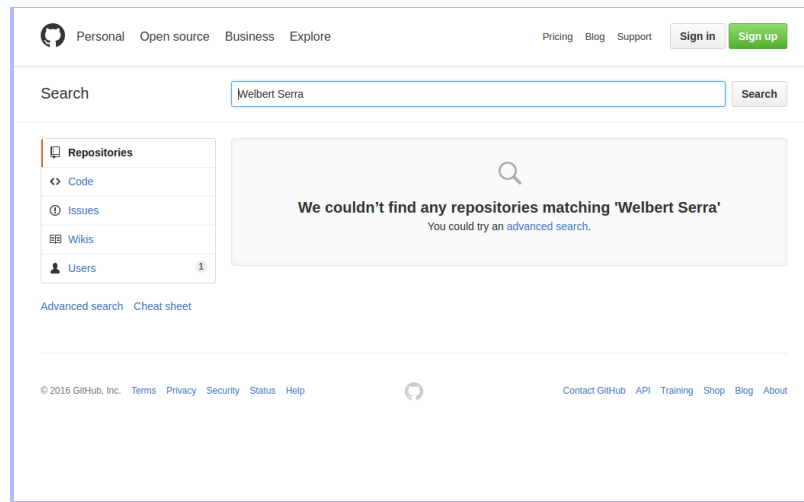 Personal Open source Business Explore Pricing Blog Support Sign in Sign up
Search Welbert Serra Search
Repositories
Code
Issues
Wikis
Users 1
Advanced search Cheat sheet
We couldn’t find any repositories matching 'Welbert Serra'
You could try an advanced search.
© 2016 GitHub, Inc. Terms Privacy Security Status Help Contact GitHub API Training Shop Blog About